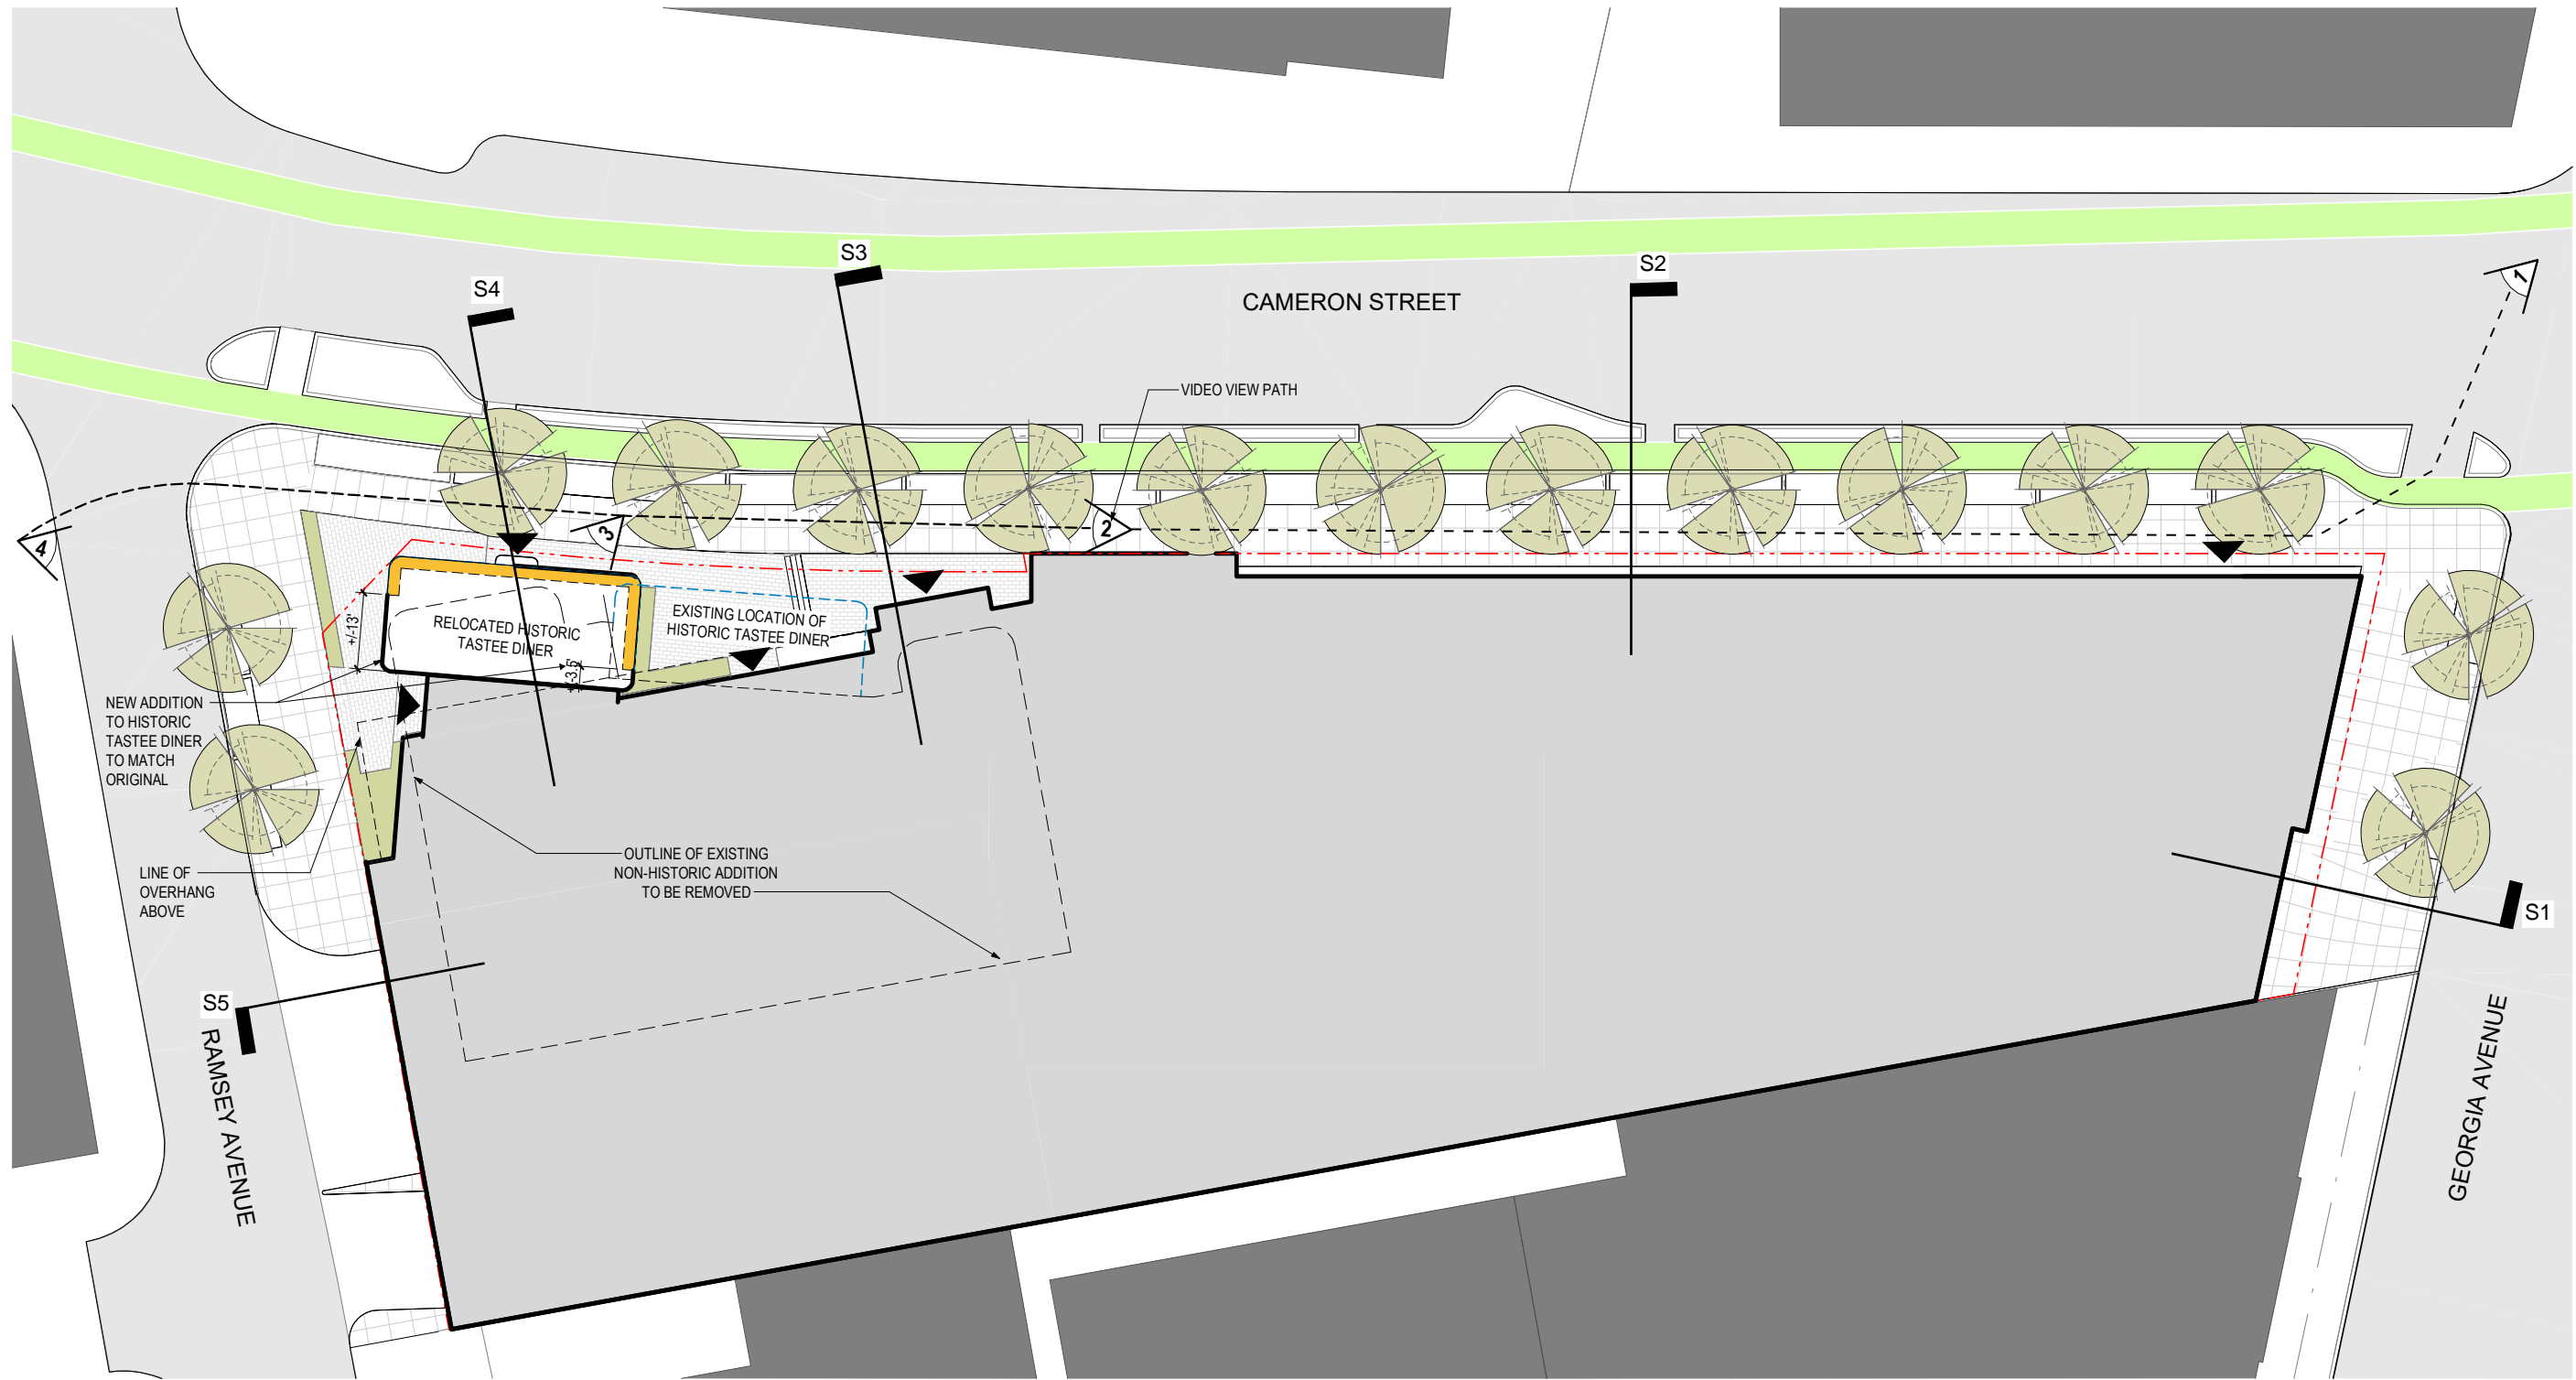 S3
S2
S4
CAMERON STREET
1
VIDEO VIEW PATH
3
2
4
EXISTING LOCATION OF
HISTORIC TASTEE DINER
RELOCATED HISTORIC
TASTEE DINER
+/-13'
+/-3.5'
NEW ADDITION
TO HISTORIC
TASTEE DINER
TO MATCH
ORIGINAL
LINE OF
OVERHANG
ABOVE
OUTLINE OF EXISTING
NON-HISTORIC ADDITION
TO BE REMOVED
S1
S5
RAMSEY AVENUE
GEORGIA AVENUE